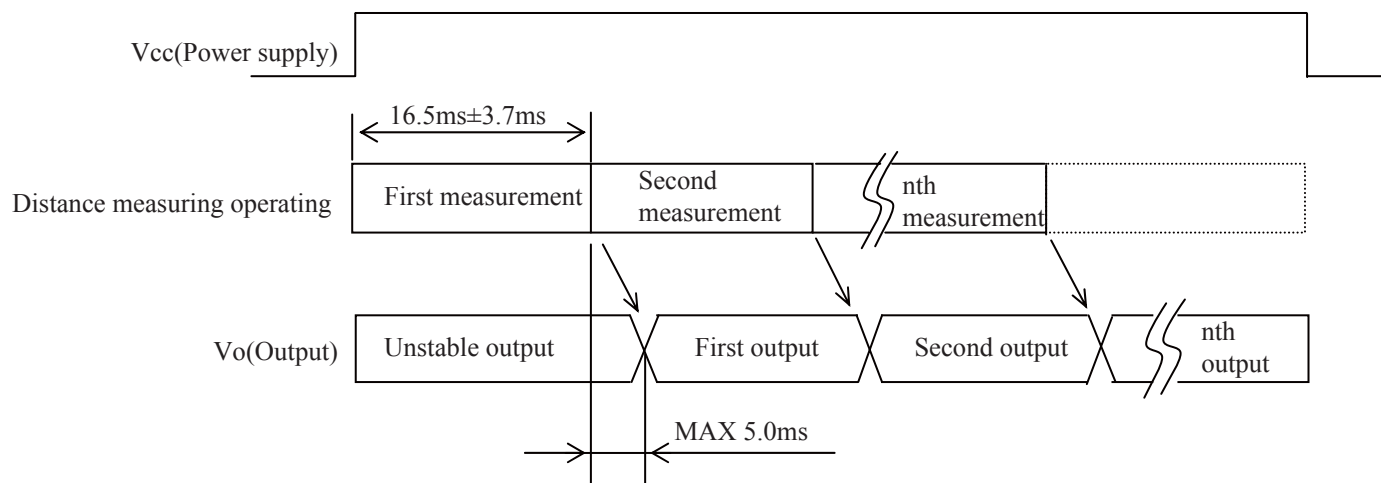 Vcc(Power supply)
16.5ms±3.7ms
Distance measuring operating
First measurement
Second
measurement
nth
measurement
Vo(Output)
Unstable output
First output
Second output
nth
output
MAX 5.0ms